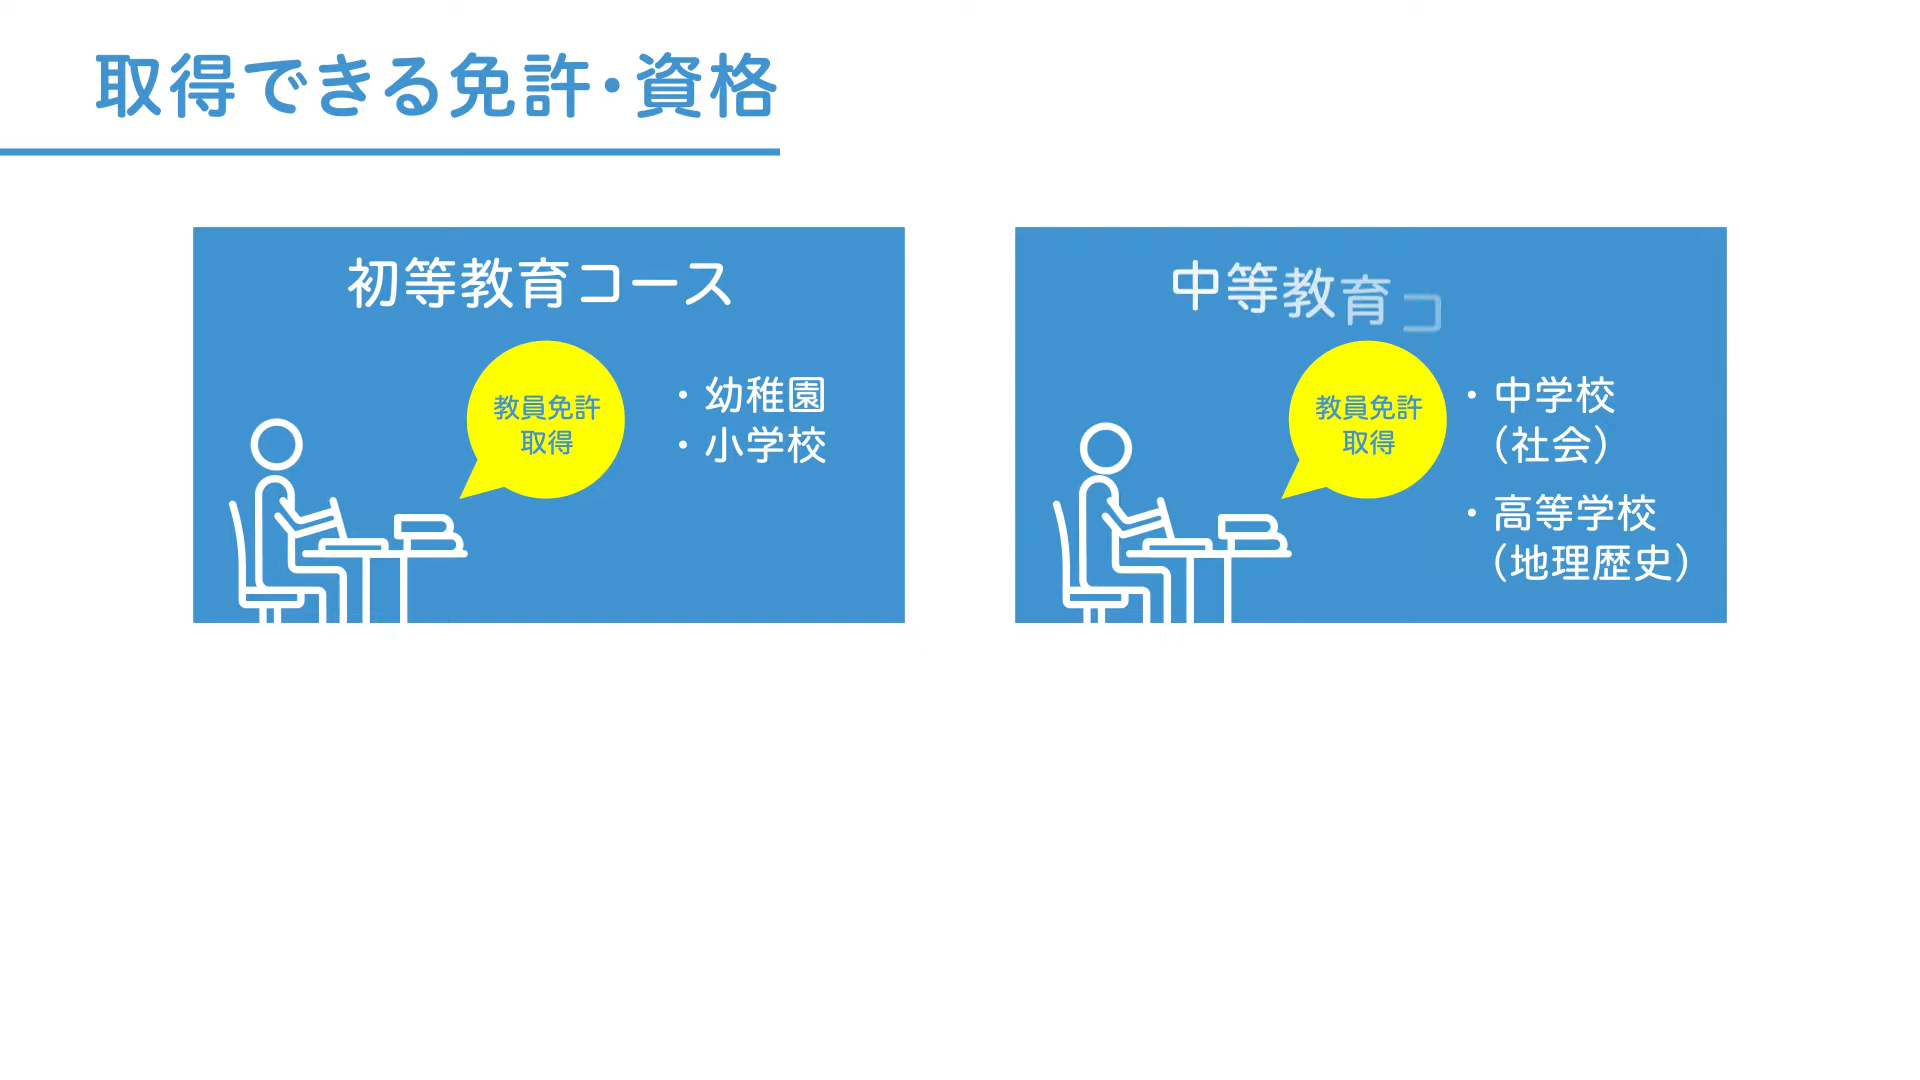 取得できる免許・資格
初等教育コース
教員免許
取得
・幼稚園
・小学校
中等教育コ
教員免許
取得
・中学校
（社会）
・高等学校
（地理歴史）